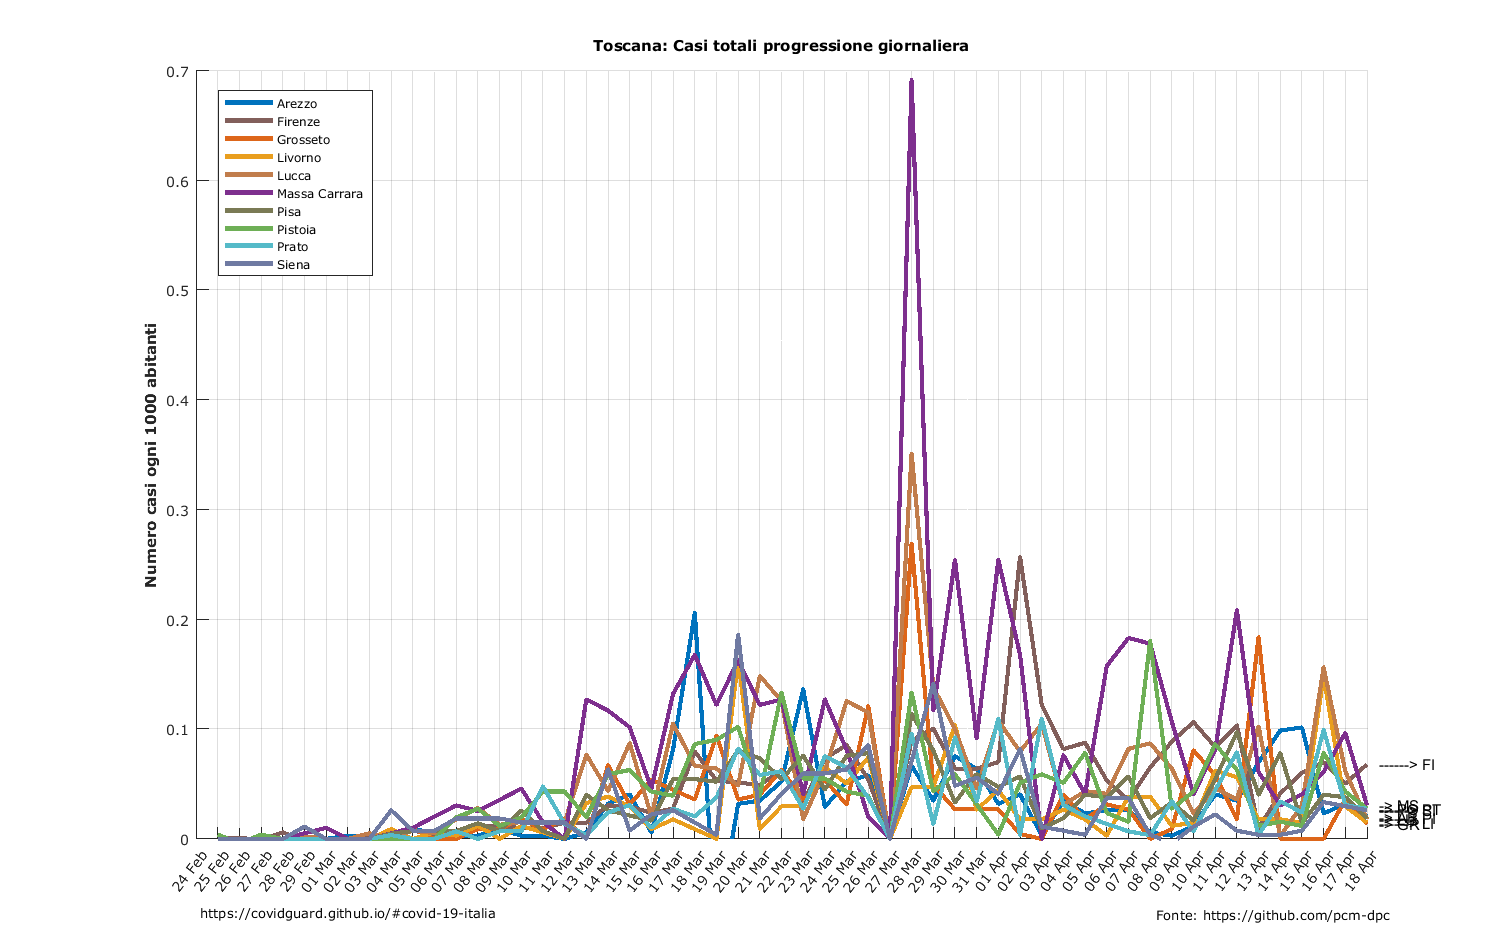 Toscana: Casi totali progressione giornaliera
Numero casi ogni 1000 abitanti
0.7
0.6
0.5
0.4
0.3
0.2
0.1
0
Arezzo
Firenze
Grosseto
Livorno
Lucca
Massa Carrara
Pisa
Pistoia
Prato
Siena
------> FI
-> MS
24 Feb
25 Feb
26 Feb
27 Feb
28 Feb
29 Feb
01 Mar
02 Mar
03 Mar
04 Mar
05 Mar
06 Mar
07 Mar
08 Mar
09 Mar
10 Mar
11 Mar
12 Mar
13 Mar
14 Mar
15 Mar
16 Mar
17 Mar
18 Mar
19 Mar
20 Mar
21 Mar
22 Mar
23 Mar
24 Mar
25 Mar
26 Mar
27 Mar
28 Mar
29 Mar
30 Mar
31 Mar
01 Apr
02 Apr
03 Apr
04 Apr
05 Apr
06 Apr
07 Apr
08 Apr
09 Apr
10 Apr
11 Apr
12 Apr
13 Apr
14 Apr
15 Apr
16 Apr
17 Apr
18 Apr
https://covidguard.github.io/#covid-19-italia
Fonte: https://github.com/pcm-dpc